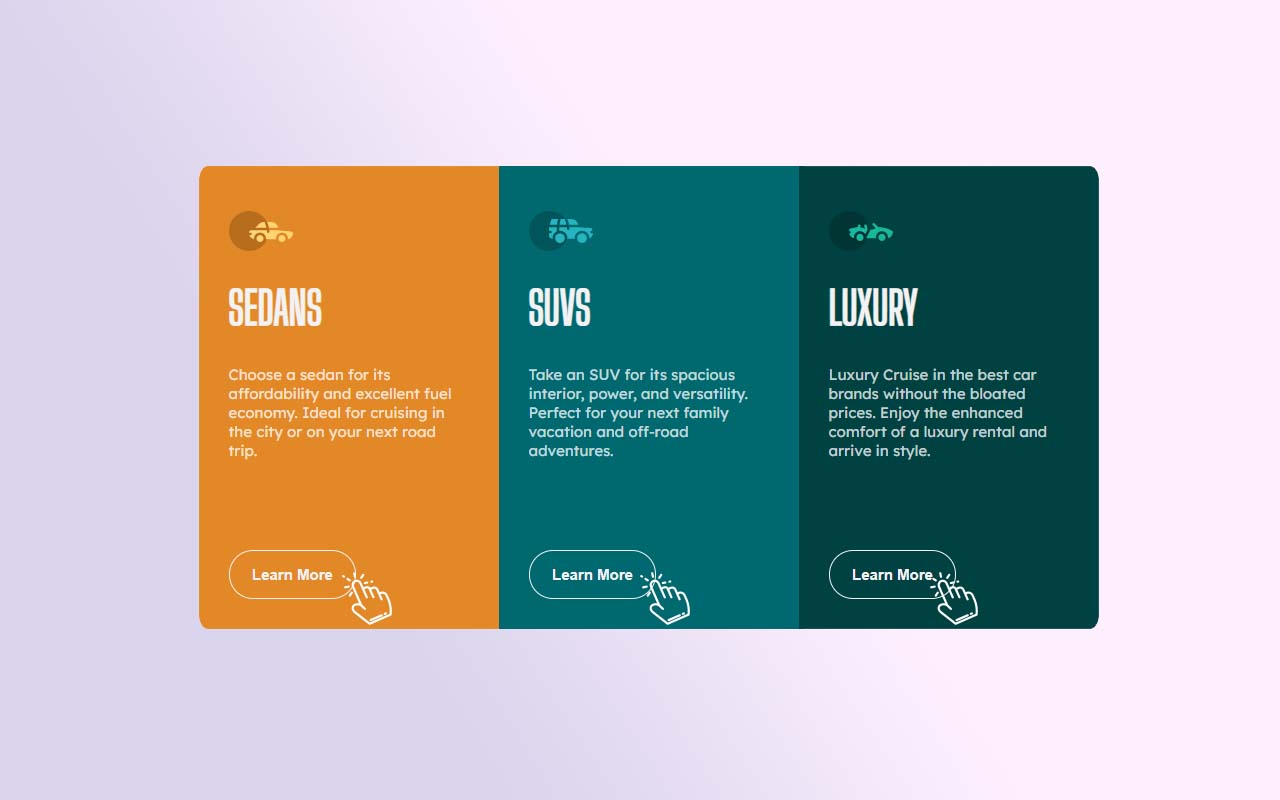 SEDANS
Choose a sedan for its
affordability and excellent fuel
economy. Ideal for cruising in
the city or on your next road
trip.
Learn More
SUVS
Take an SUV for its spacious
interior, power, and versatility.
Perfect for your next family
vacation and off-road
adventures.
Learn More
LUXURY
Luxury Cruise in the best car
brands without the bloated
prices. Enjoy the enhanced
comfort of a luxury rental and
arrive in style.
Learn More